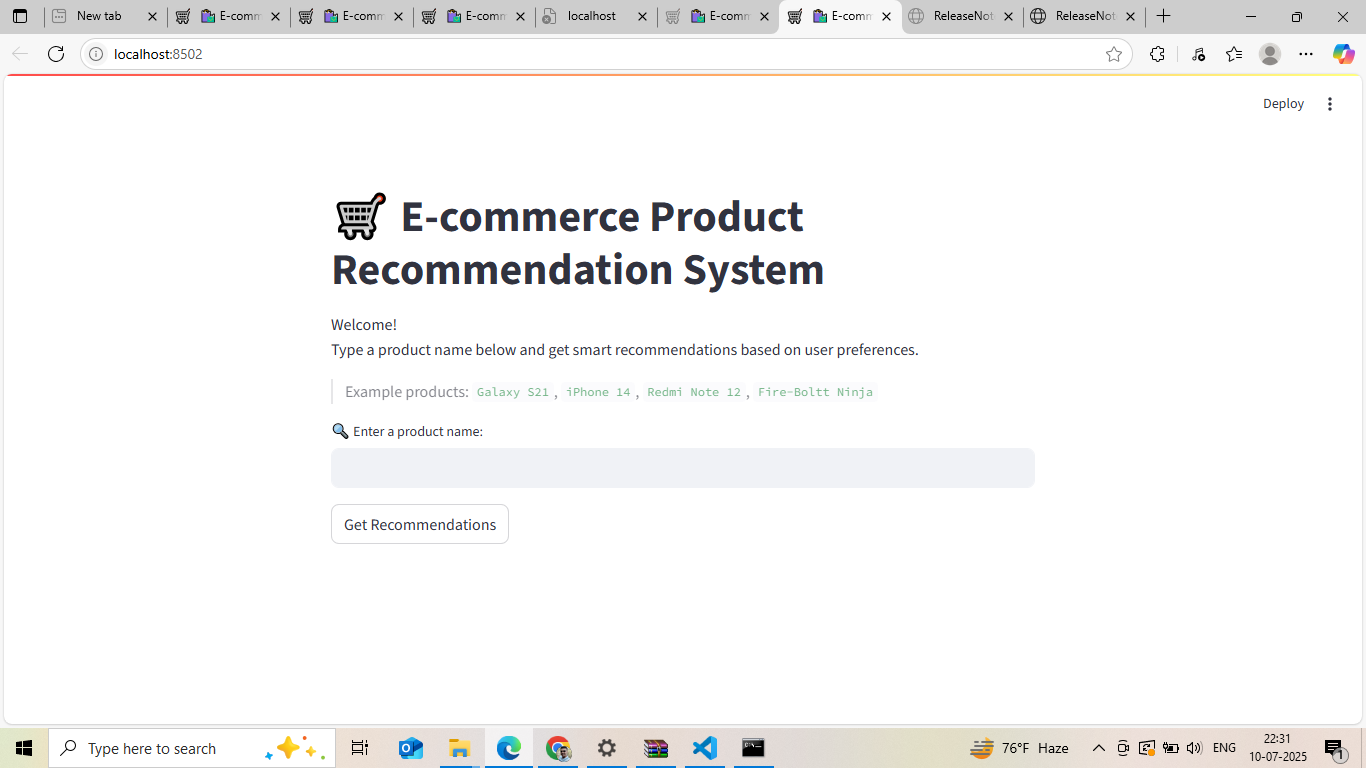 New tab
E-comm
E-comm
E-comm
localhost
E-comm
E-comm
ReleaseNot
ReleaseNot
localhost:8502
Deploy
E-commerce Product
Recommendation System
Welcome!
Type a product name below and get smart recommendations based on user preferences.
Example products: Galaxy S21 , iPhone 14 , Redmi Note 12 , Fire-Boltt Ninja
Enter a product name:
Get Recommendations
Type here to search
76°F Haze
ENG
22:31
10-07-2025
1